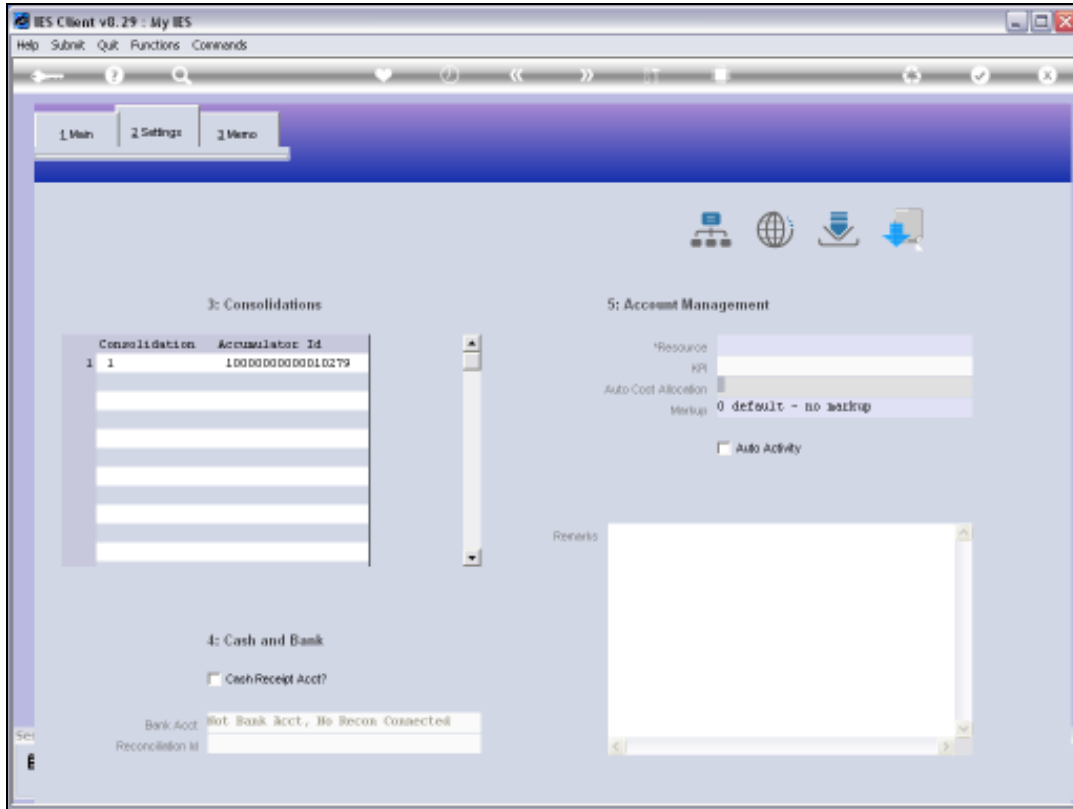 IES Client v8.29 : My IES
Help Submit Quit Functions Commands
1 Main
2 Settings
3 Memo
3: Consolidations
Consolidation Accumulator Id
1 1 10000000000010279
4: Cash and Bank
Cash Receipt Acct?
Bank Acct Not Bank Acct, No Recon Connected
Reconciliation Id
5: Account Management
*Resource
KPI
Auto Cost Allocation
Markup 0 default - no markup
Auto Activity
Remarks